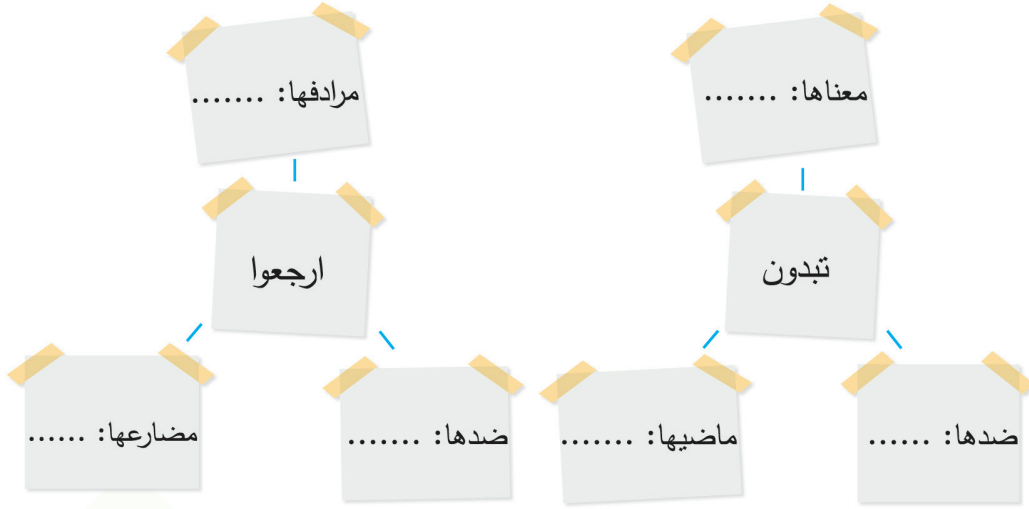 معناها: .......
مرادفها: .......
تبدون
ارجعوا
ضدها: ......
ماضيها: .......
ضدها: .......
مضارعها: ......